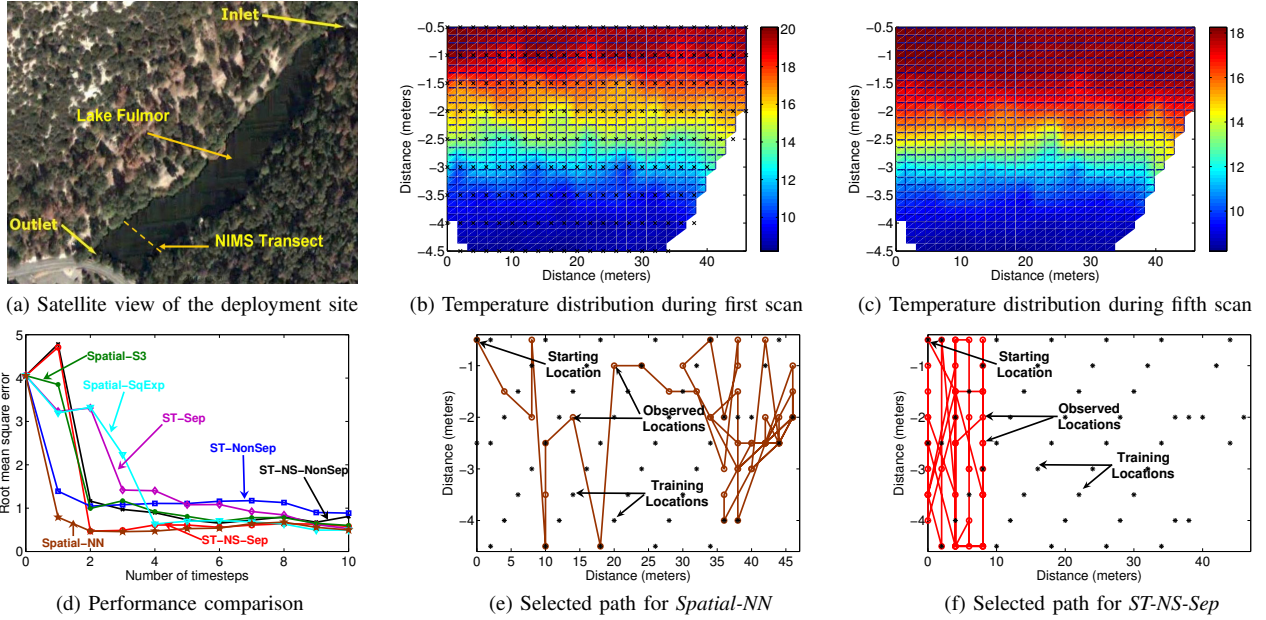 Inlet
Lake Fulmor
Outlet
NIMS Transect
(a) Satellite view of the deployment site
Distance (meters)
−0.5
−1
−1.5
−2
−2.5
−3
−3.5
−4
−4.5
0 10 20 30 40
Distance (meters)
20
18
16
14
12
10
(b) Temperature distribution during first scan
Distance (meters)
−0.5
−1
−1.5
−2
−2.5
−3
−3.5
−4
−4.5
0 10 20 30 40
Distance (meters)
18
16
14
12
10
(c) Temperature distribution during fifth scan
Root mean square error
5
4
3
2
1
0
Spatial−S3
Spatial−SqExp
ST−Sep
ST−NonSep
ST−NS−NonSep
Spatial−NN
ST−NS−Sep
0 2 4 6 8 10
Number of timesteps
(d) Performance comparison
Distance (meters)
−1
−2
−3
−4
Starting
Location
Observed
Locations
Training
Locations
0 5 10 15 20 25 30 35 40 45
Distance (meters)
(e) Selected path for Spatial-NN
Distance (meters)
−1
−2
−3
−4
Starting
Location
Observed
Locations
Training
Locations
0 10 20 30 40
Distance (meters)
(f) Selected path for ST-NS-Sep